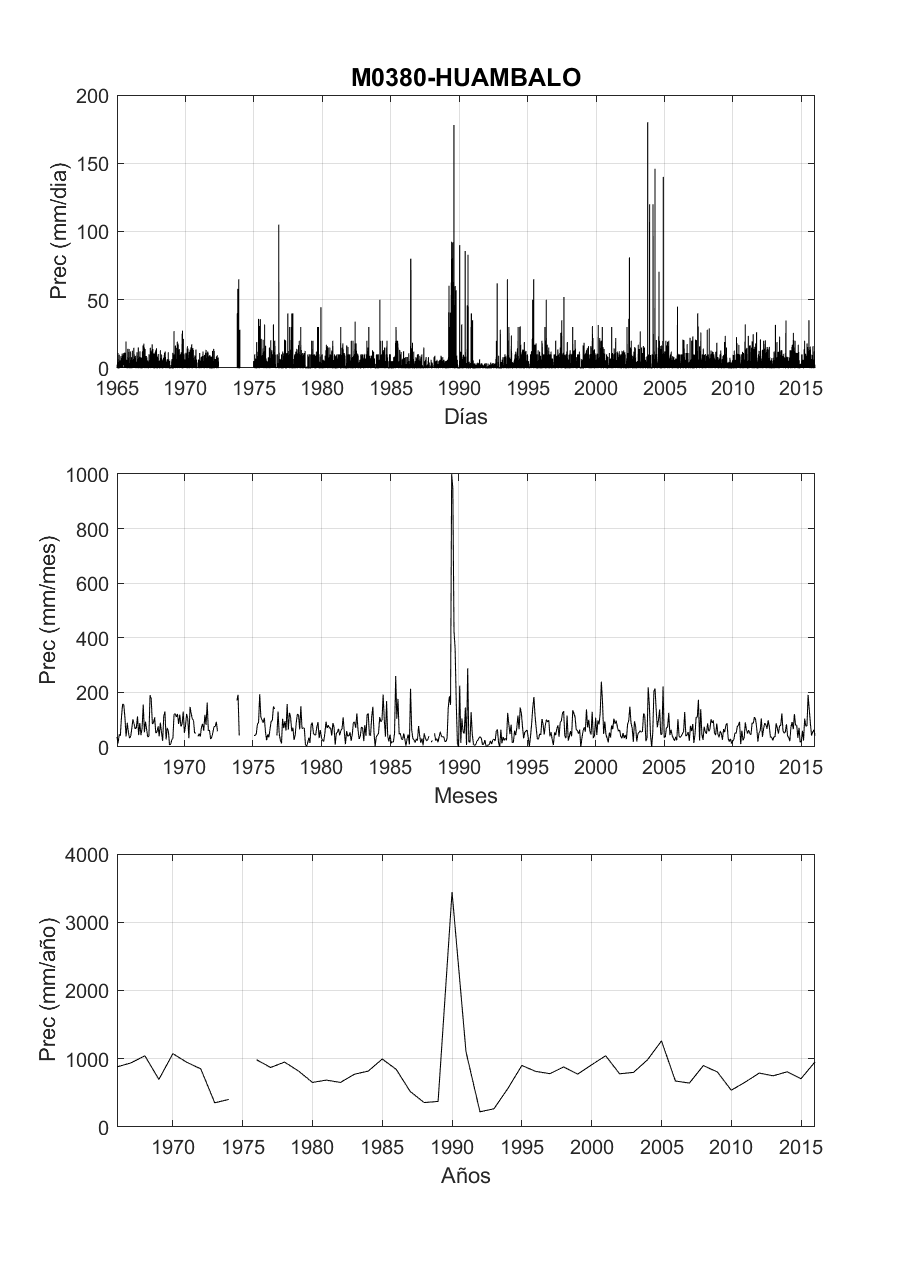 M0380-HUAMBALO
Prec (mm/dia)
200
150
100
50
0
1965 1970 1975 1980 1985 1990 1995 2000 2005 2010 2015
Días
Prec (mm/mes)
1000
800
600
400
200
0
1970 1975 1980 1985 1990 1995 2000 2005 2010 2015
Meses
Prec (mm/año)
4000
3000
2000
1000
0
1970 1975 1980 1985 1990 1995 2000 2005 2010 2015
Años